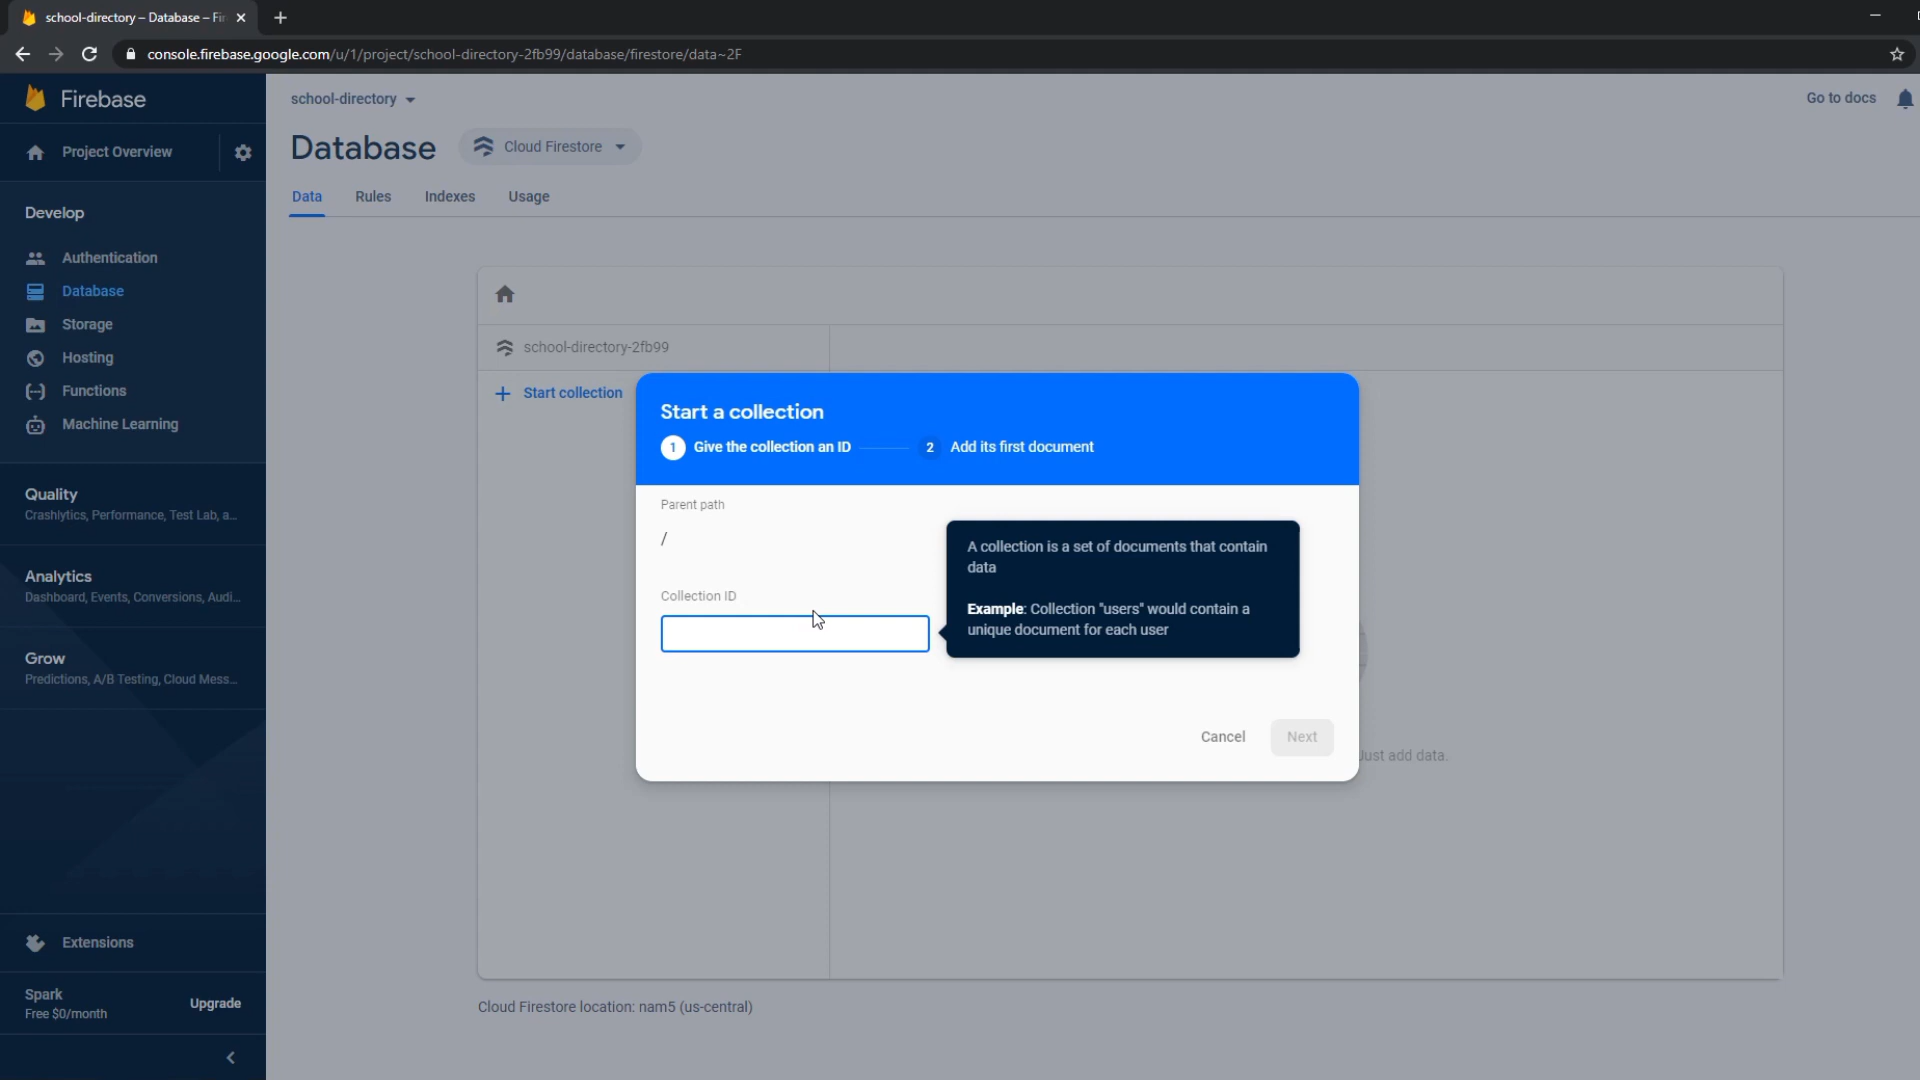 school-directory – Database – Fir
console.firebase.google.com/u/1/project/school-directory-2fb99/database/firestore/data~2F
Firebase
school-directory
Go to docs
Project Overview
Database
Cloud Firestore
Data
Rules
Indexes
Usage
Develop
Authentication
Database
Storage
Hosting
Functions
Machine Learning
Quality
Crashlytics, Performance, Test Lab, a...
Analytics
Dashboard, Events, Conversions, Audi...
Grow
Predictions, A/B Testing, Cloud Mess...
Extensions
Spark
Free $0/month
Upgrade
school-directory-2fb99
Start collection
Start a collection
1 Give the collection an ID
2 Add its first document
Parent path
/
Collection ID
A collection is a set of documents that contain
data
Example: Collection "users" would contain a
unique document for each user
Cancel
Next
Just add data.
Cloud Firestore location: nam5 (us-central)